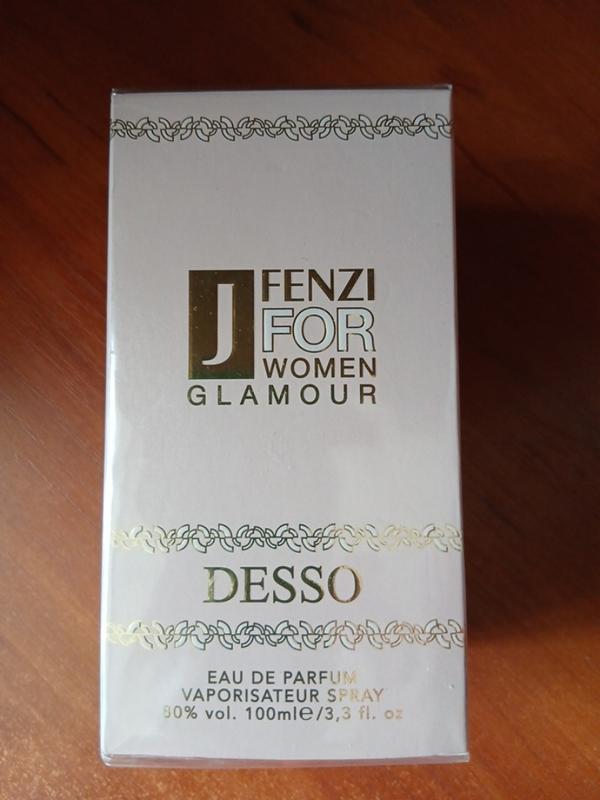 J FENZI
FOR
WOMEN
GLAMOUR
DESSO
EAU DE PARFUM
VAPORISATEUR SPRAY
80% vol. 100ml℮/3,3 fl. oz